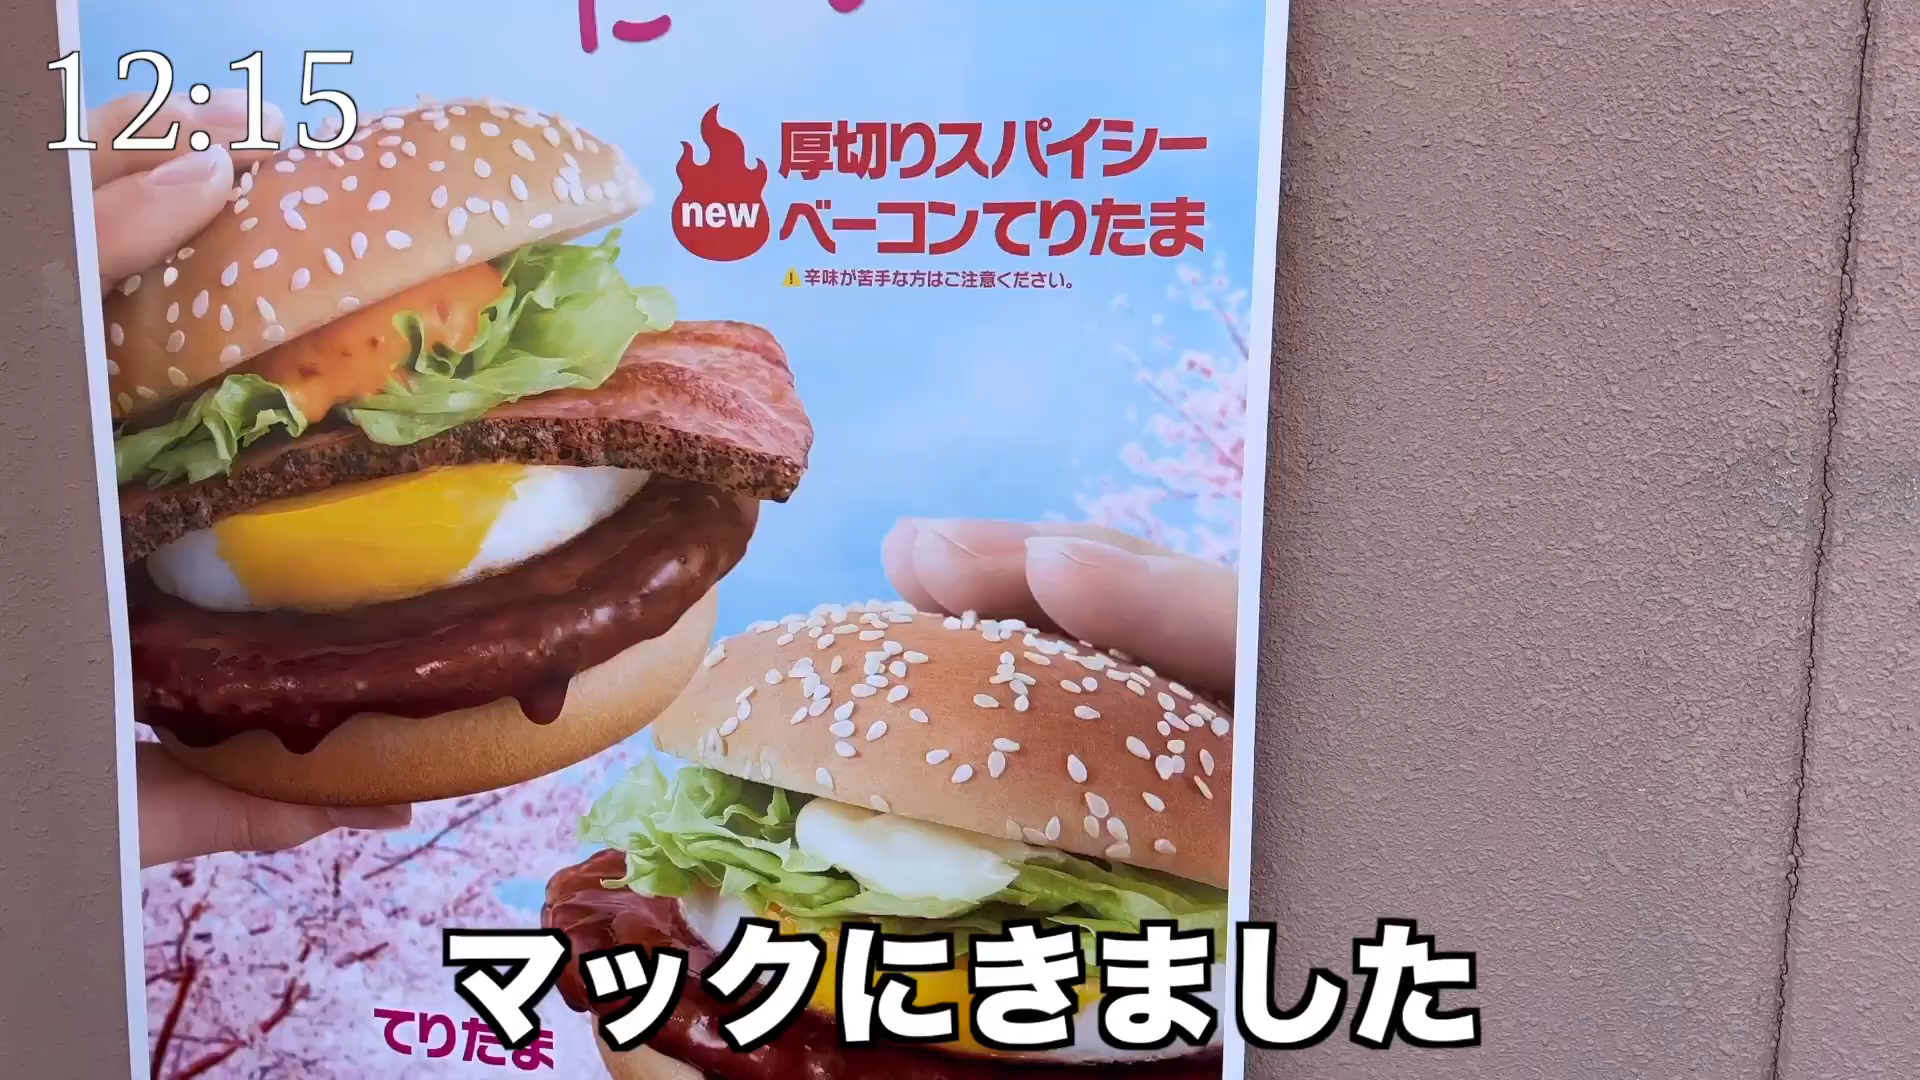 に
12:15
厚切りスパイシー
new
ベーコンてりたま
辛味が苦手な方はご注意ください。
てりたま
マックにきました